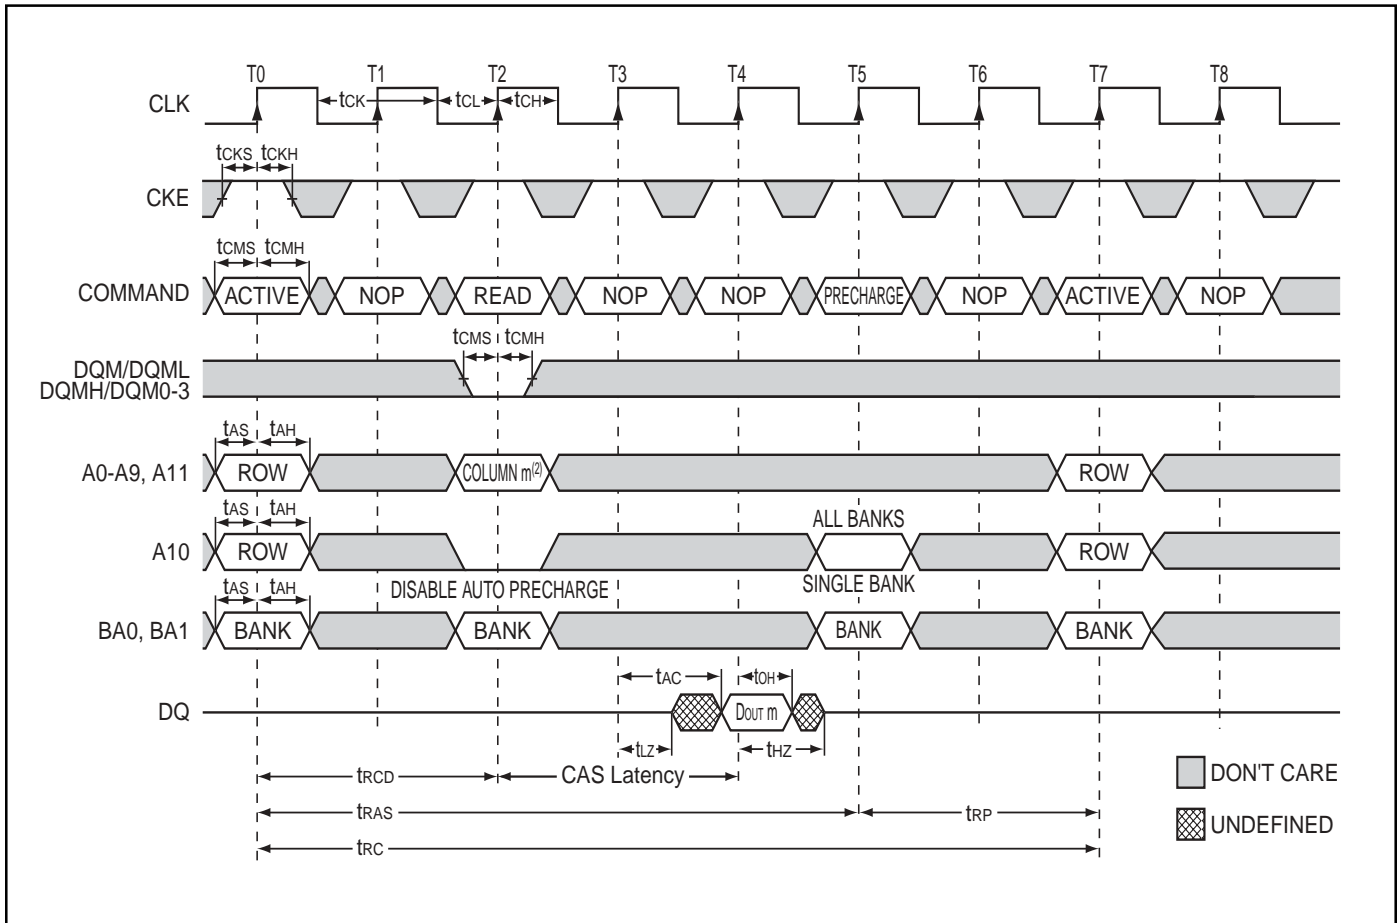 T0 T1 T2 T3 T4 T5 T6 T7 T8
CLK tCK tCL tCH
tCKS tCKH
CKE
tCMS tCMH
COMMAND ACTIVE NOP READ NOP NOP PRECHARGE NOP ACTIVE NOP
tCMS tCMH
DQM/DQML
DQMH/DQM0-3
tAS tAH
A0-A9, A11 ROW COLUMN m(2) ROW
tAS tAH ALL BANKS
A10 ROW ROW
DISABLE AUTO PRECHARGE SINGLE BANK
tAS tAH
BA0, BA1 BANK BANK BANK BANK
tAC tOH
DQ DOUT m
tLZ tHZ
tRCD CAS Latency
DON'T CARE
tRAS tRP
UNDEFINED
tRC